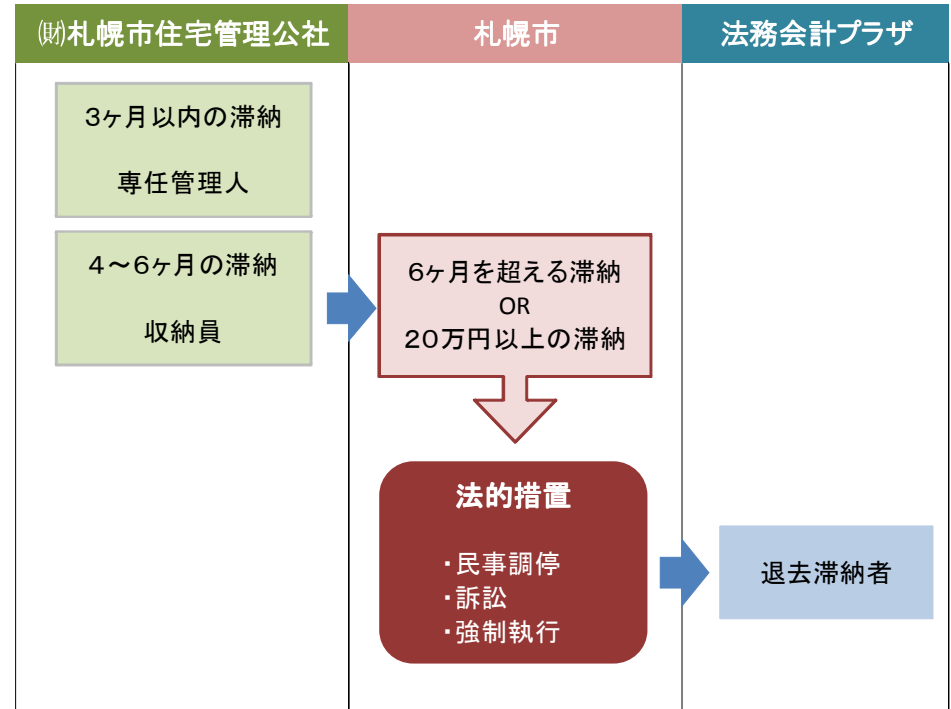 ㈶札幌市住宅管理公社
札幌市
法務会計プラザ
3ヶ月以内の滞納
専任管理人
4~6ヶ月の滞納
収納員
6ヶ月を超える滞納
OR
20万円以上の滞納
法的措置
・民事調停
・訴訟
・強制執行
退去滞納者